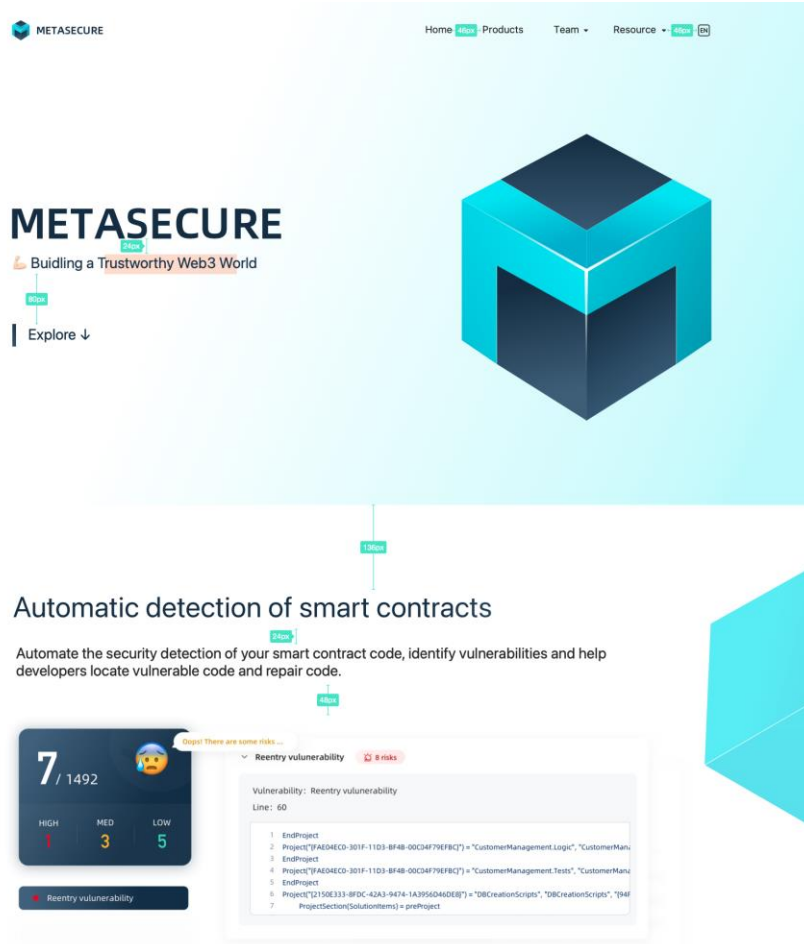 METASECURE
Home 46px Products Team Resource 46px EN
METASECURE
24px
Buidling a Trustworthy Web3 World
80px
Explore ↓
136px
Automatic detection of smart contracts
24px
Automate the security detection of your smart contract code, identify vulnerabilities and help
developers locate vulnerable code and repair code.
48px
Oops! There are some risks ...
7 / 1492
HIGH MED LOW
1 3 5
Reentry vulunerability
Reentry vulunerability 8 risks
Vulnerability: Reentry vulunerability
Line: 60
1 EndProject
2 Project("{FAE04EC0-301F-11D3-BF4B-00C04F79EFBC}") = "CustomerManagement.Logic", "CustomerMana
3 EndProject
4 Project("{FAE04EC0-301F-11D3-BF4B-00C04F79EFBC}") = "CustomerManagement.Tests", "CustomerMana
5 EndProject
6 Project("{2150E333-8FDC-42A3-9474-1A3956D46DE8}") = "DBCreationScripts", "DBCreationScripts", "{94F
7 ProjectSection(SolutionItems) = preProject